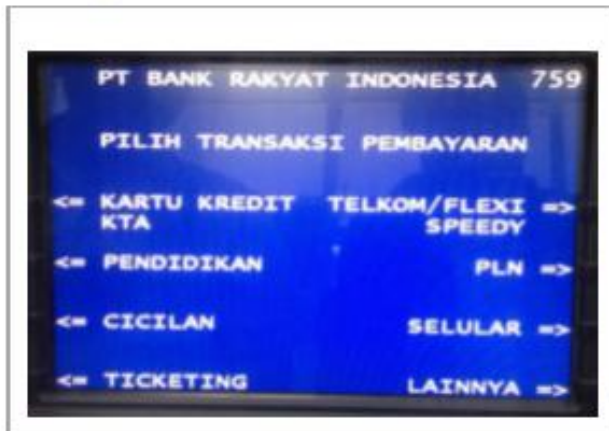 PT BANK RAKYAT INDONESIA 759
PILIH TRANSAKSI PEMBAYARAN
<= KARTU KREDIT TELKOM/FLEXI =>
KTA SPEEDY
<= PENDIDIKAN PLN =>
<= CICILAN SELULAR =>
<= TICKETING LAINNYA =>